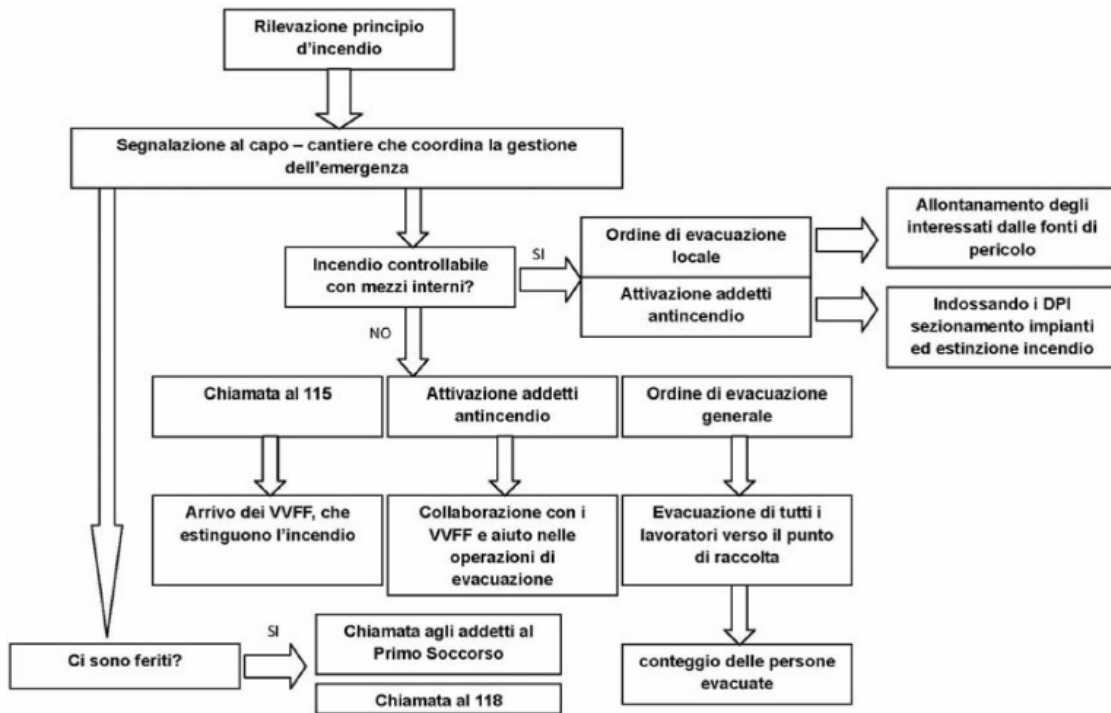 Rilevazione principio
d'incendio
Segnalazione al capo – cantiere che coordina la gestione
dell'emergenza
Incendio controllabile
con mezzi interni?
SI
Ordine di evacuazione
locale
Attivazione addetti
antincendio
Allontanamento degli
interessati dalle fonti di
pericolo
Indossando i DPI
sezionamento impianti
ed estinzione incendio
NO
Chiamata al 115
Attivazione addetti
antincendio
Ordine di evacuazione
generale
Arrivo dei VVFF, che
estinguono l'incendio
Collaborazione con i
VVFF e aiuto nelle
operazioni di
evacuazione
Evacuazione di tutti i
lavoratori verso il punto
di raccolta
Ci sono feriti?
SI
Chiamata agli addetti al
Primo Soccorso
Chiamata al 118
conteggio delle persone
evacuate